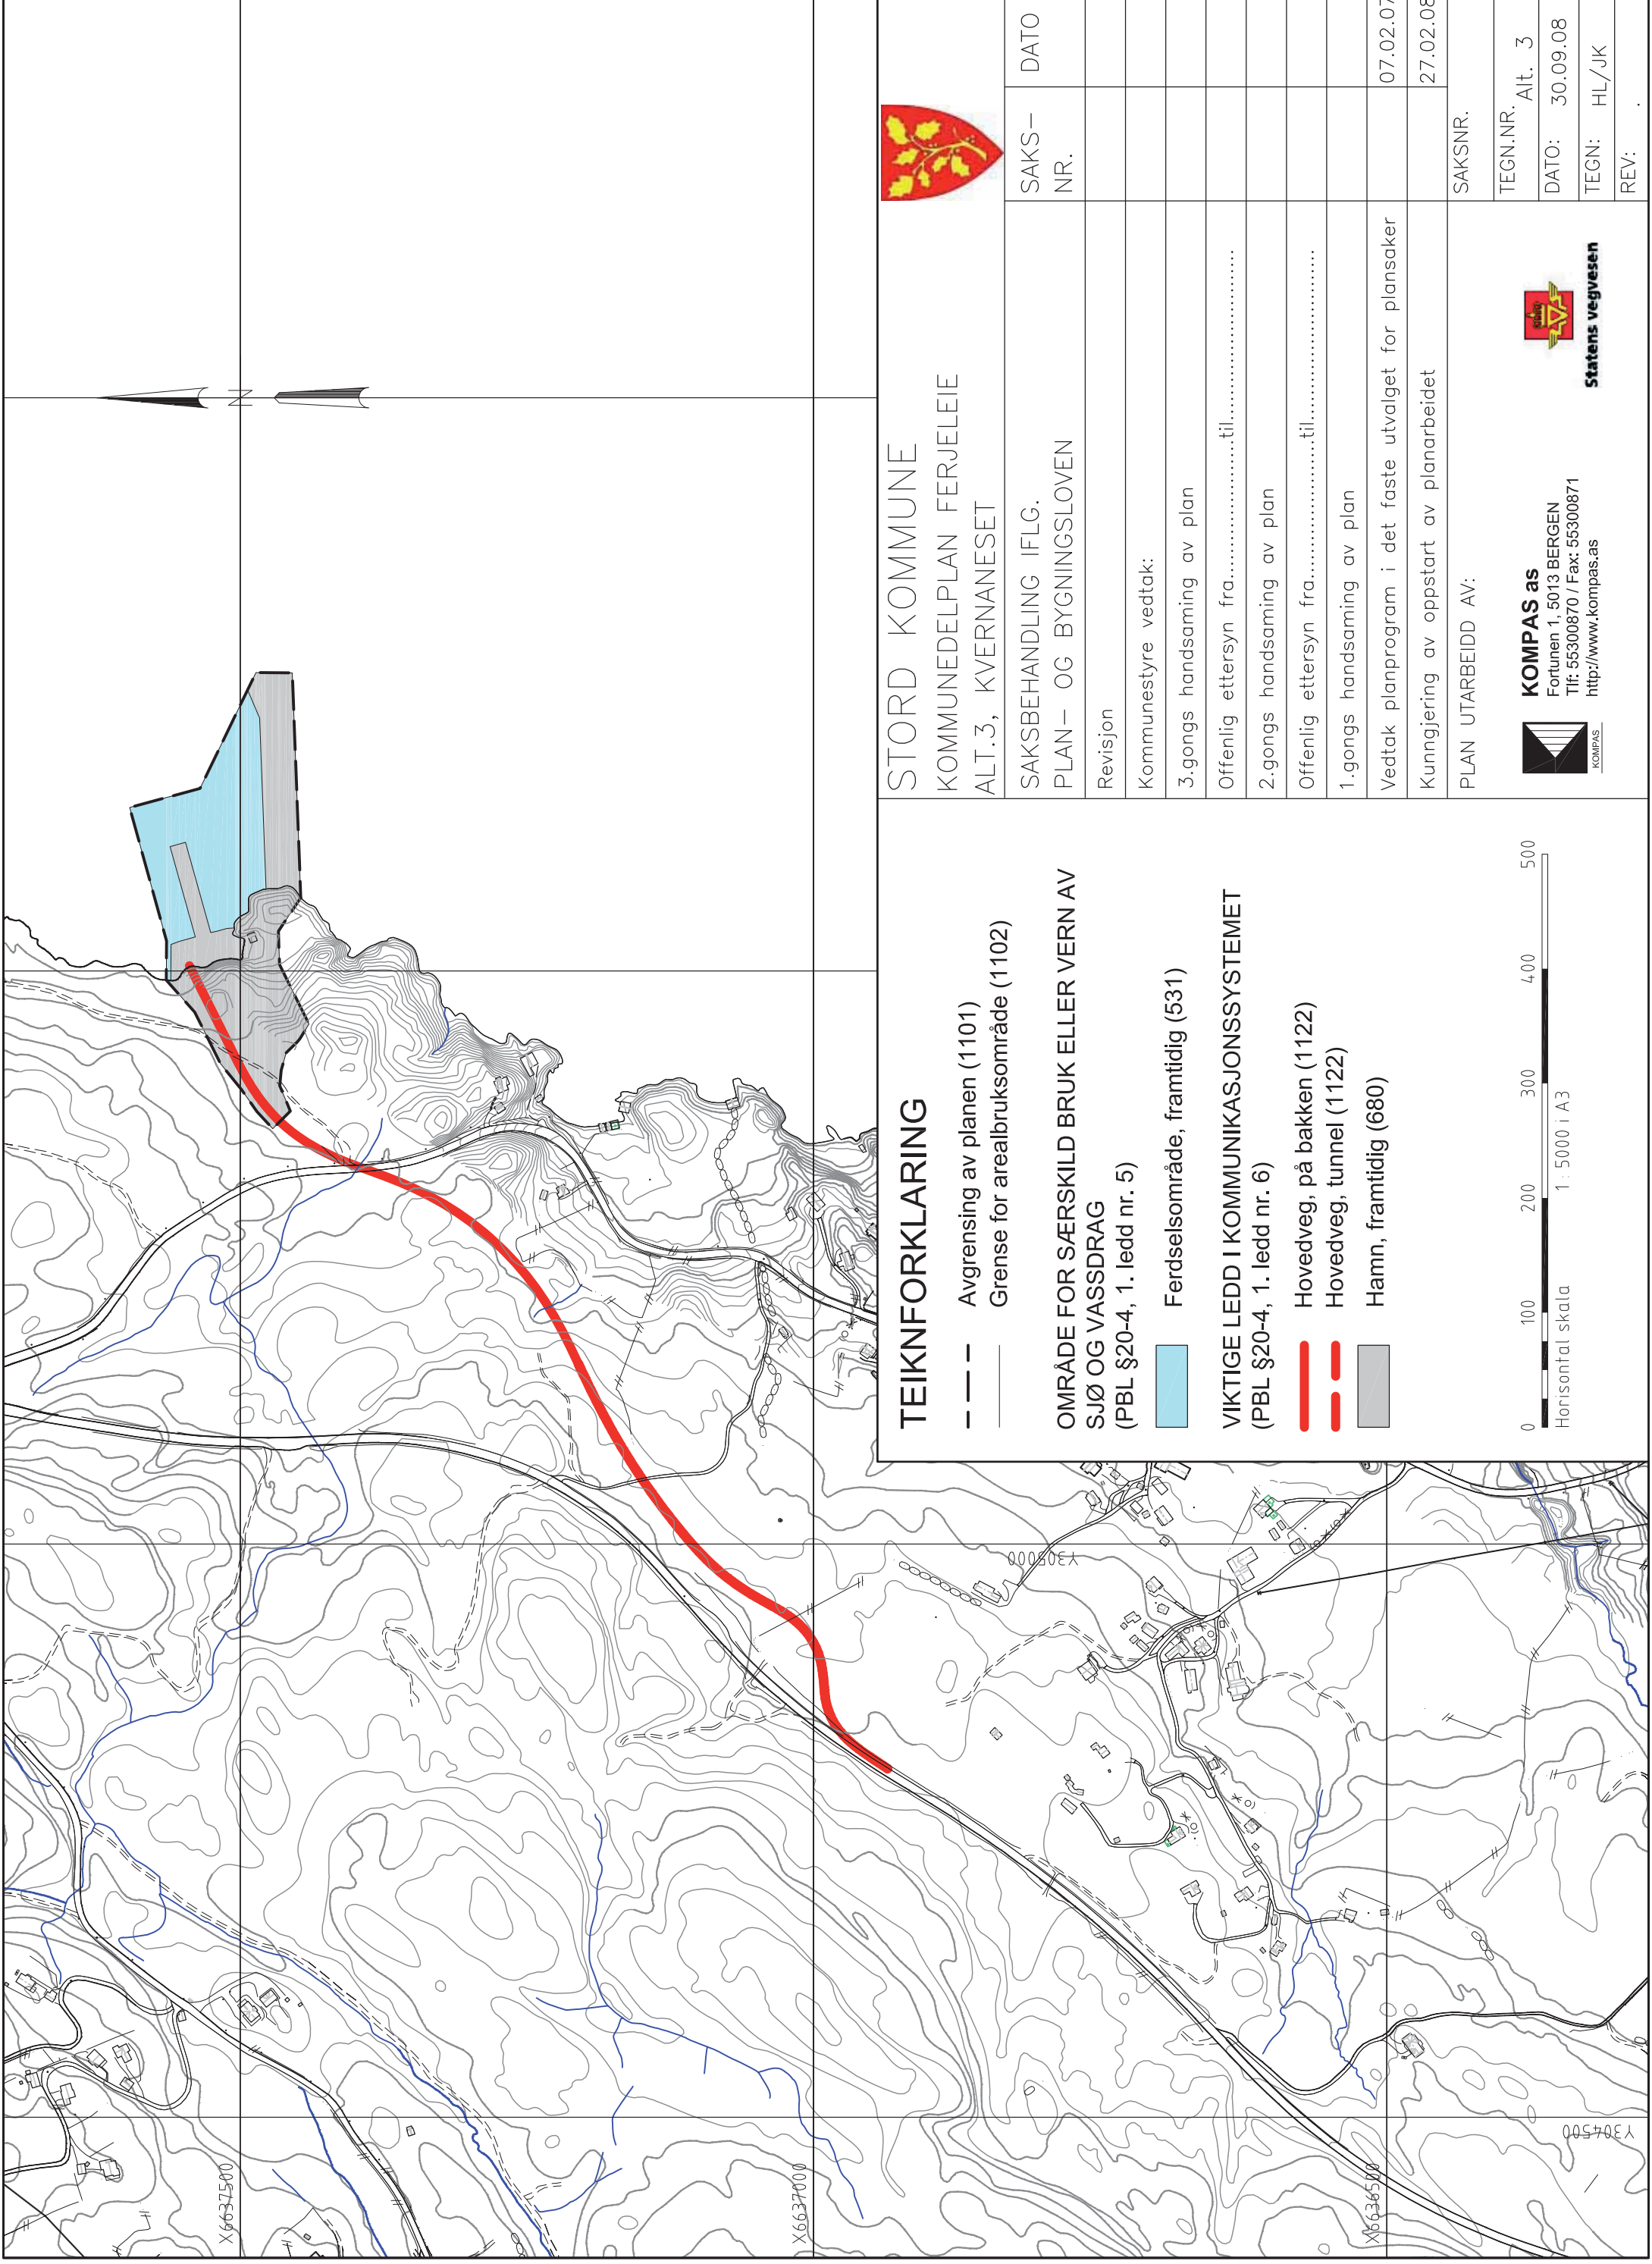 X6637500
X6637000
X6636500
Y305000
Y304500
N
TEIKNFORKLARING
Avgrensing av planen (1101)
Grense for arealbruksområde (1102)
OMRÅDE FOR SÆRSKILD BRUK ELLER VERN AV
SJØ OG VASSDRAG
(PBL §20-4, 1. ledd nr. 5)
Ferdselsområde, framtidig (531)
VIKTIGE LEDD I KOMMUNIKASJONSSYSTEMET
(PBL §20-4, 1. ledd nr. 6)
Hovedveg, på bakken (1122)
Hovedveg, tunnel (1122)
Hamn, framtidig (680)
0 100 200 300 400 500
Horisontal skala 1: 5000 i A3
STORD KOMMUNE
KOMMUNEDELPLAN FERJELEIE
ALT.3, KVERNANESET
SAKSBEHANDLING IFLG. SAKS- DATO
PLAN- OG BYGNINGSLOVEN NR.
Revisjon
Kommunestyre vedtak:
3.gongs handsaming av plan
Offenlig ettersyn fra..............................til..............................
2.gongs handsaming av plan
Offenlig ettersyn fra..............................til..............................
1.gongs handsaming av plan
Vedtak planprogram i det faste utvalget for plansaker 07.02.07
Kunngjering av oppstart av planarbeidet 27.02.08
PLAN UTARBEIDD AV:
SAKSNR.
TEGN.NR. Alt. 3
DATO: 30.09.08
TEGN: HL/JK
REV: .
KOMPAS
KOMPAS as
Fortunen 1, 5013 BERGEN
Tlf: 55300870 / Fax: 55300871
http://www.kompas.as
Statens vegvesen